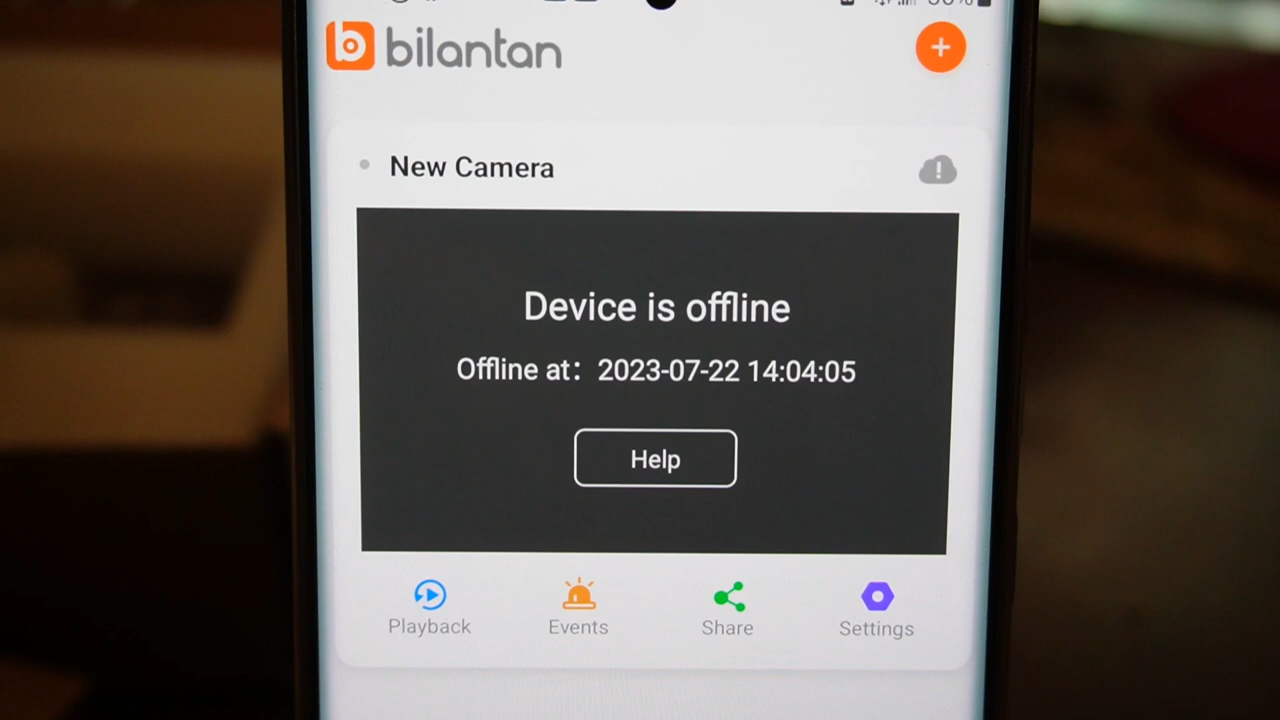 bilantan
New Camera
Device is offline
Offline at: 2023-07-22 14:04:05
Help
Playback
Events
Share
Settings